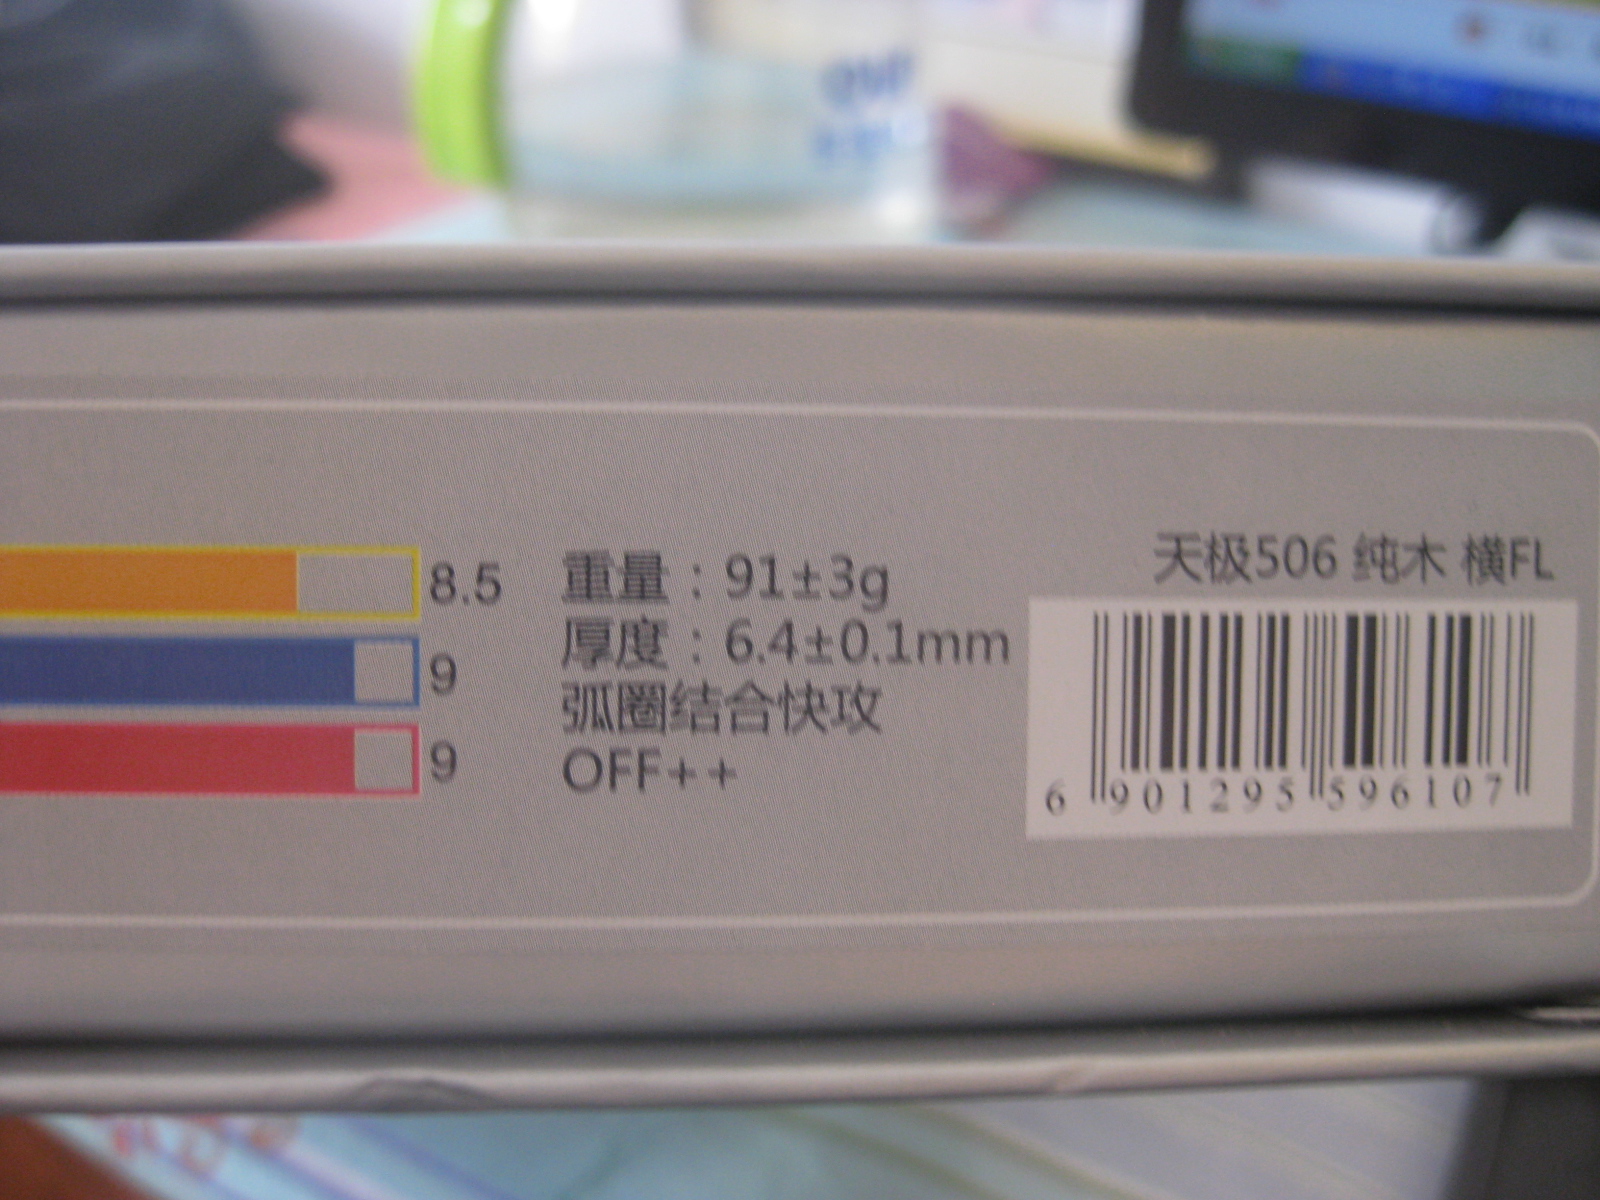 8.5
9
9
重量：91±3g
厚度：6.4±0.1mm
弧圈结合快攻
OFF++
天极506 纯木 横FL
6 901295 596107